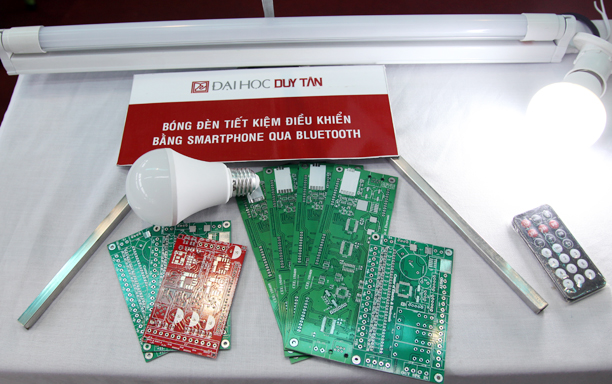 ĐẠI HỌC DUY TÂN
BÓNG ĐÈN TIẾT KIỆM ĐIỀU KHIỂN
BẰNG SMARTPHONE QUA BLUETOOTH